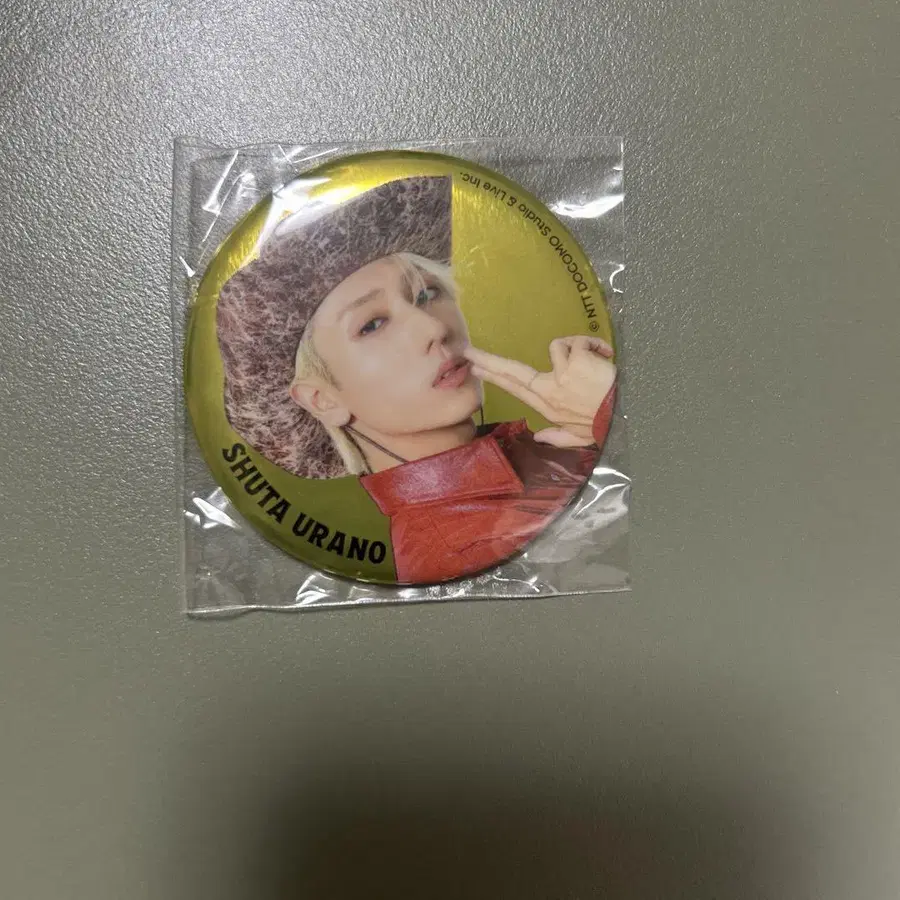 © NTT DOCOMO Studio & Live Inc.
SHUTA URANO